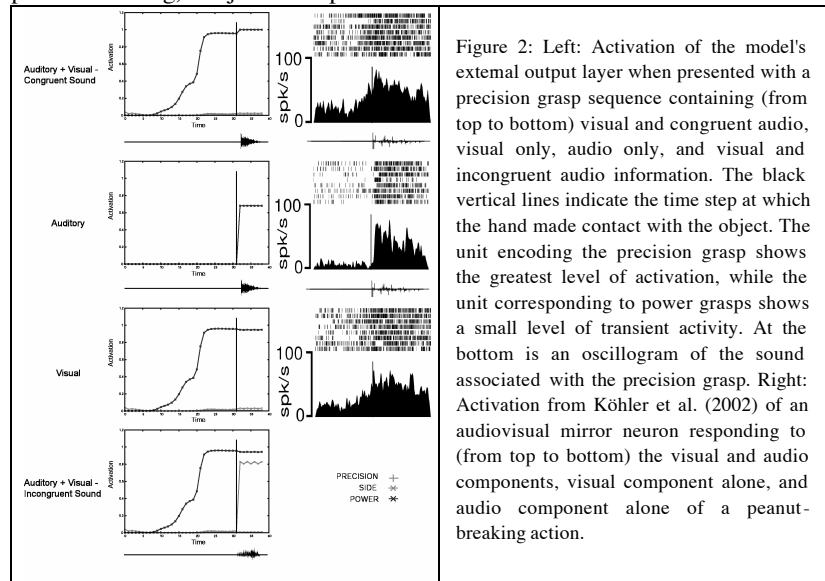 Auditory + Visual -
Congruent Sound
Activation
Time
spk/s
100
0
Auditory
Activation
Time
spk/s
100
0
Visual
Activation
Time
spk/s
100
0
Auditory + Visual -
Incongruent Sound
Activation
Time
PRECISION
SIDE
POWER
Figure 2: Left: Activation of the model's
external output layer when presented with a
precision grasp sequence containing (from
top to bottom) visual and congruent audio,
visual only, audio only, and visual and
incongruent audio information. The black
vertical lines indicate the time step at which
the hand made contact with the object. The
unit encoding the precision grasp shows
the greatest level of activation, while the
unit corresponding to power grasps shows
a small level of transient activity. At the
bottom is an oscillogram of the sound
associated with the precision grasp. Right:
Activation from Köhler et al. (2002) of an
audiovisual mirror neuron responding to
(from top to bottom) the visual and audio
components, visual component alone, and
audio component alone of a peanut-
breaking action.